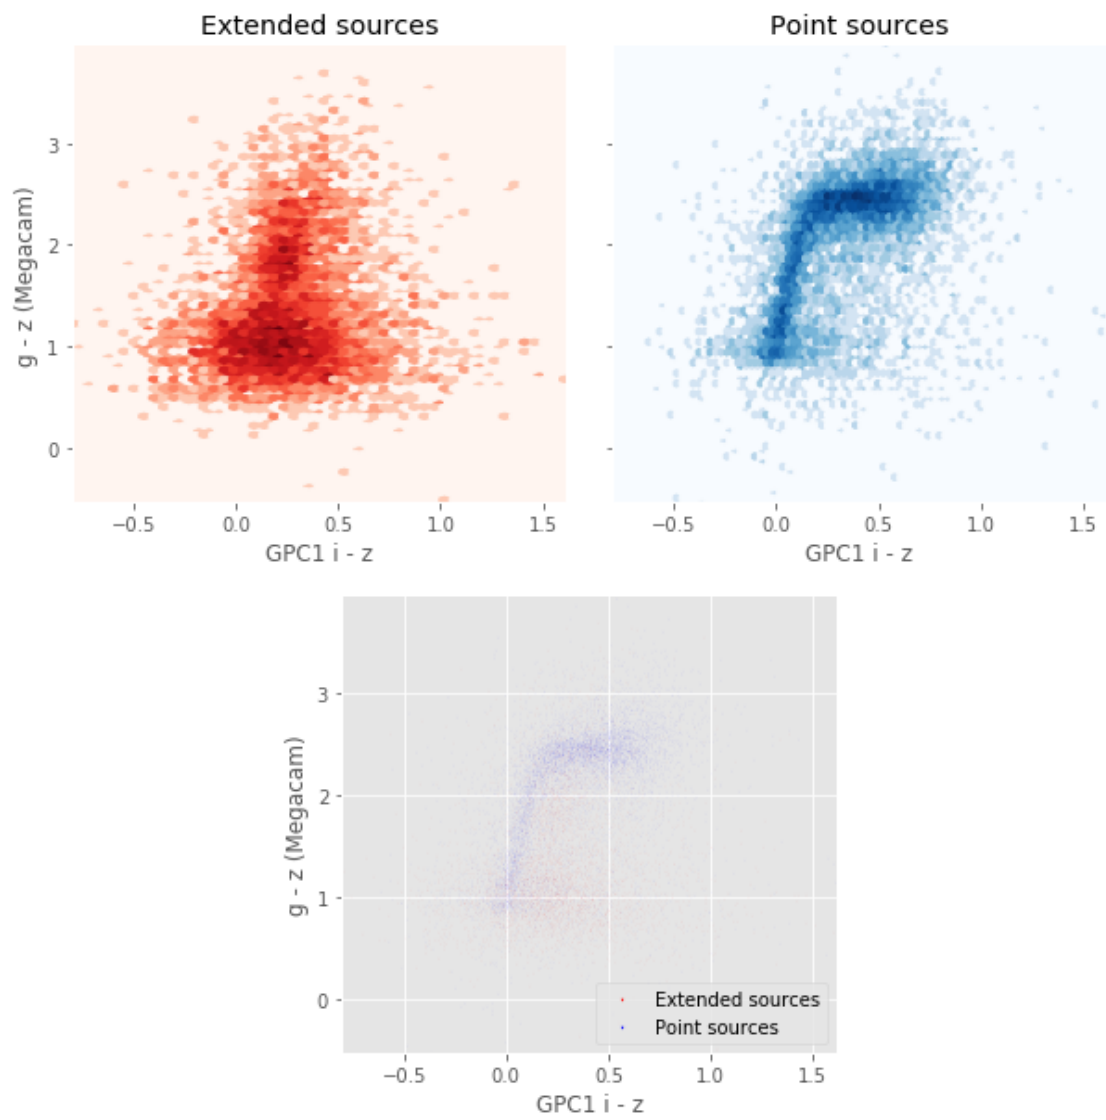 Extended sources
Point sources
g - z (Megacam)
3
2
1
0
−0.5 0.0 0.5 1.0 1.5
GPC1 i - z
−0.5 0.0 0.5 1.0 1.5
GPC1 i - z
g - z (Megacam)
3
2
1
0
Extended sources
Point sources
−0.5 0.0 0.5 1.0 1.5
GPC1 i - z